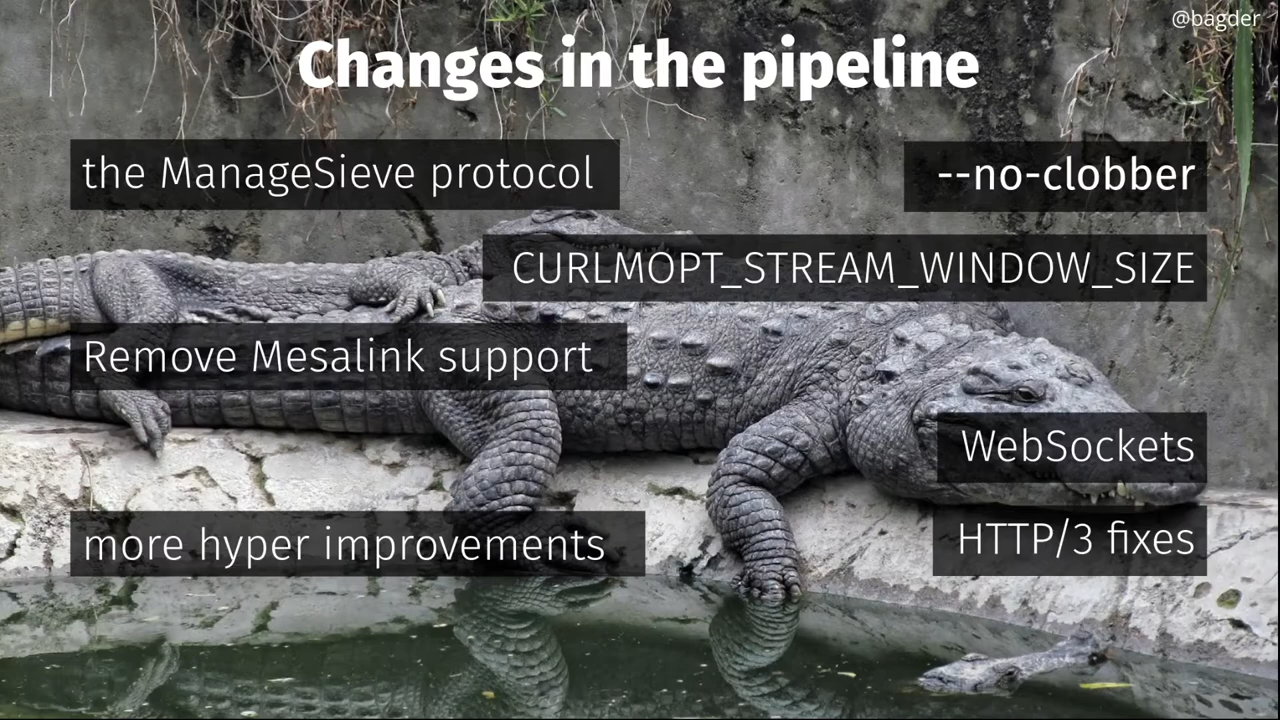 @bagder
Changes in the pipeline
the ManageSieve protocol
--no-clobber
CURLMOPT_STREAM_WINDOW_SIZE
Remove Mesalink support
WebSockets
more hyper improvements
HTTP/3 fixes